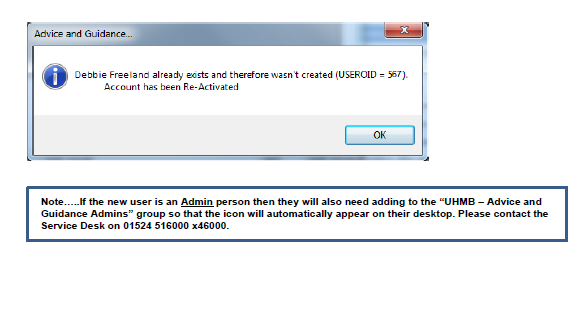 Advice and Guidance...
Debbie Freeland already exists and therefore wasn't created (USEROID = 567).
Account has been Re-Activated
OK
Note…..If the new user is an Admin person then they will also need adding to the “UHMB – Advice and
Guidance Admins” group so that the icon will automatically appear on their desktop. Please contact the
Service Desk on 01524 516000 x46000.